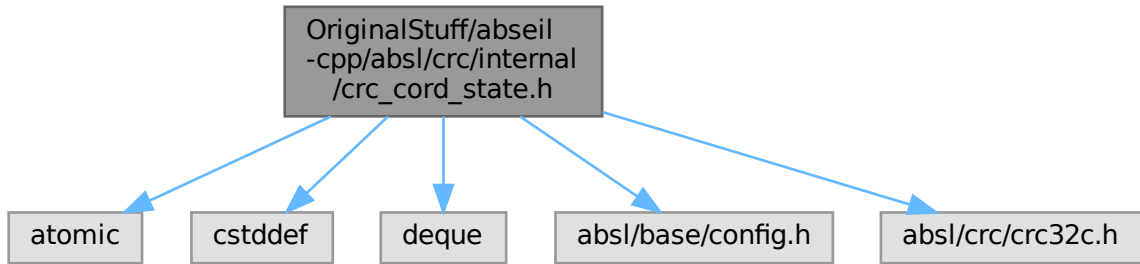 OriginalStuff/abseil
-cpp/absl/crc/internal
/crc_cord_state.h
atomic
cstddef
deque
absl/base/config.h
absl/crc/crc32c.h